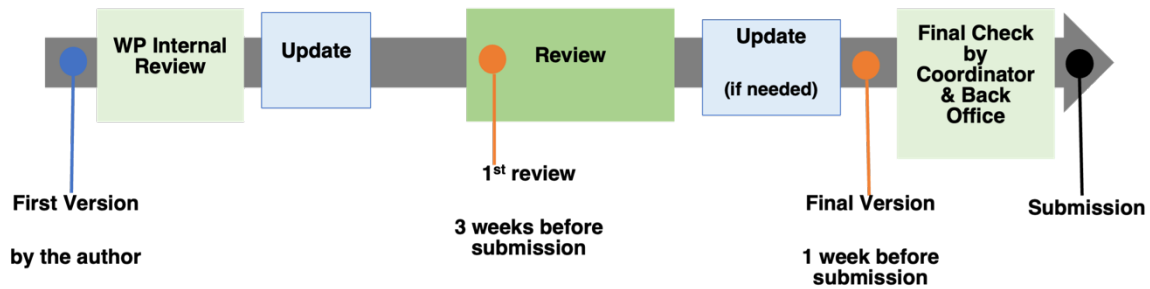 WP Internal
Review
Update
Review
Update
(if needed)
Final Check
by
Coordinator
& Back
Office
First Version
by the author
1st review
3 weeks before
submission
Final Version
1 week before
submission
Submission